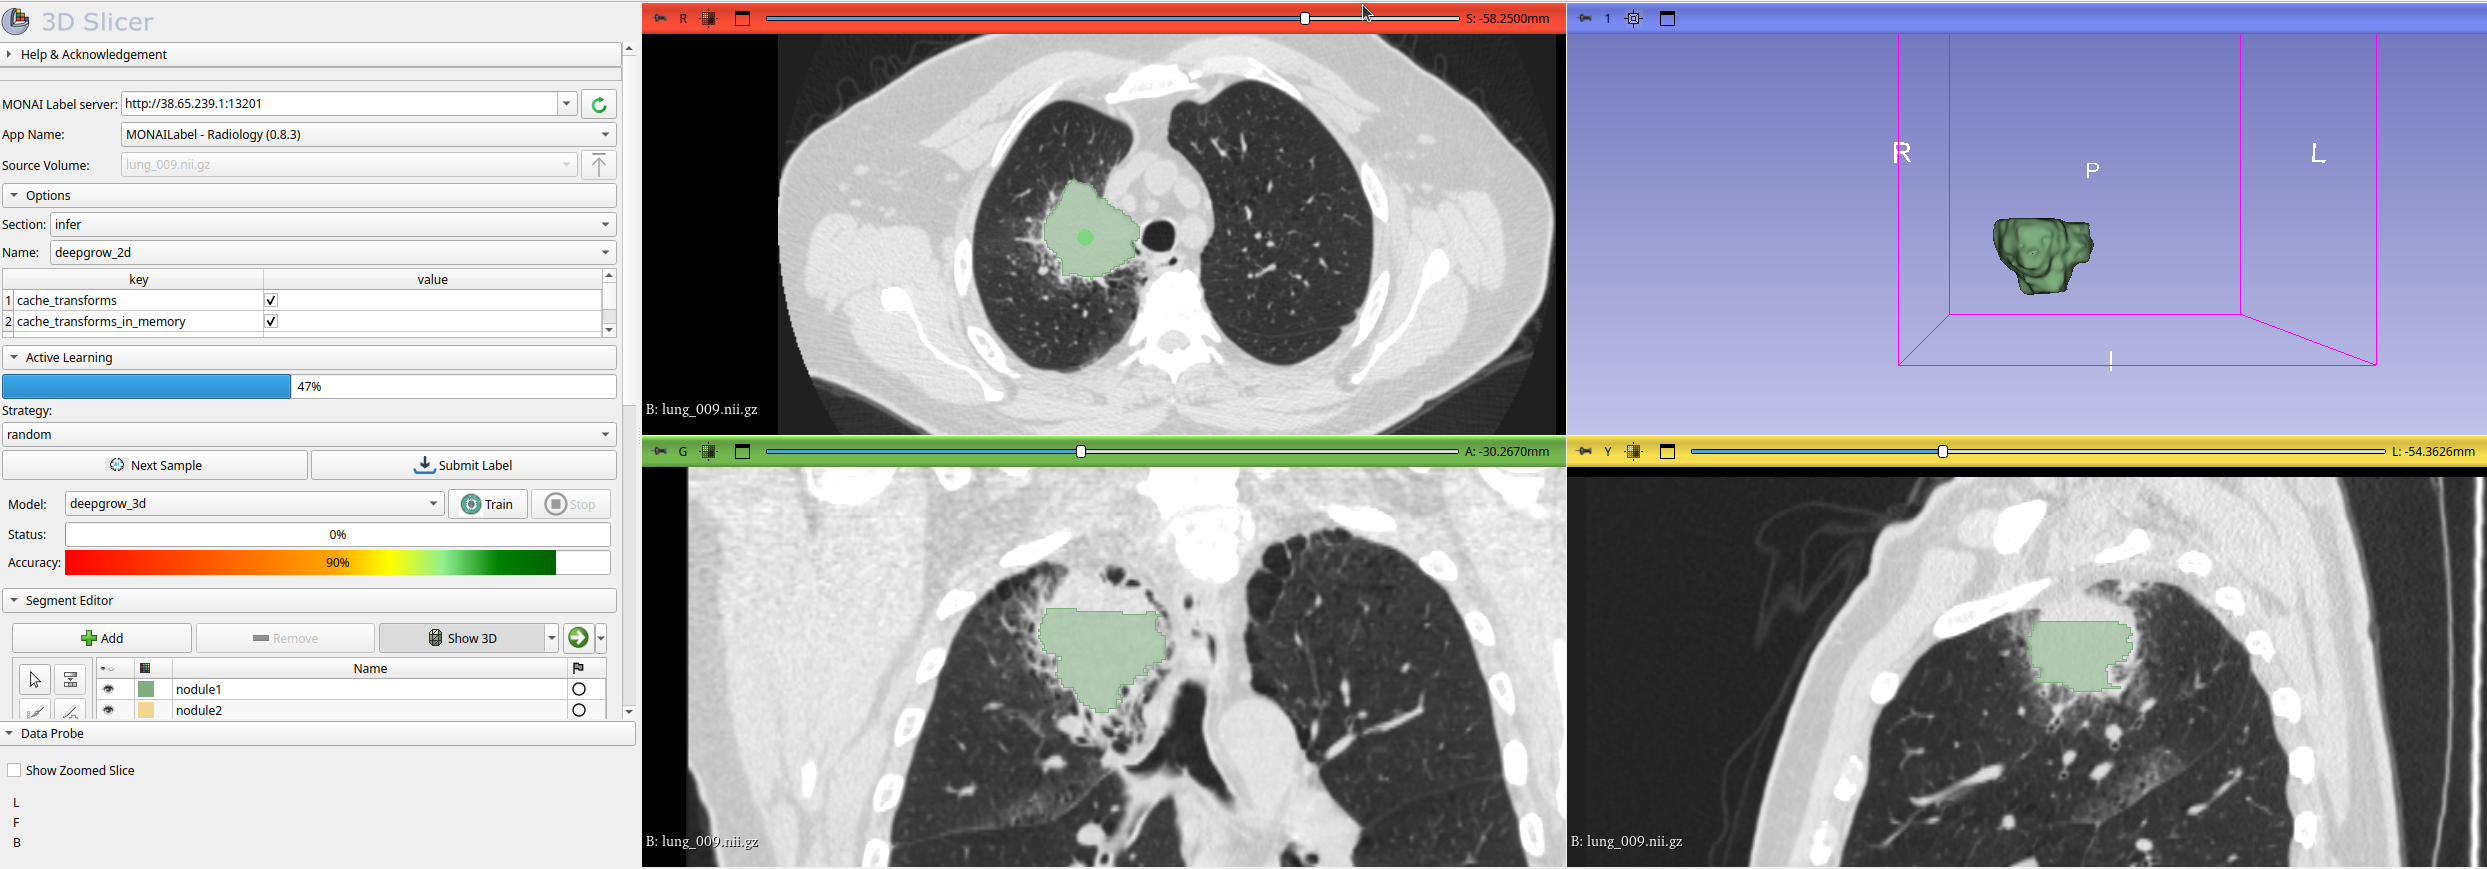 3D Slicer
Help & Acknowledgement
MONAI Label server: http://38.65.239.1:13201
App Name: MONAILabel - Radiology (0.8.3)
Source Volume: lung_009.nii.gz
Options
Section: infer
Name: deepgrow_2d
key value
1 cache_transforms
2 cache_transforms_in_memory
Active Learning
47%
Strategy:
random
Next Sample Submit Label
Model: deepgrow_3d Train Stop
Status: 0%
Accuracy: 90%
Segment Editor
Add Remove Show 3D
Name
nodule1
nodule2
Data Probe
Show Zoomed Slice
L
F
B
R S: -58.2500mm
B: lung_009.nii.gz
1
R P L
I
G A: -30.2670mm
B: lung_009.nii.gz
Y L: -54.3626mm
B: lung_009.nii.gz